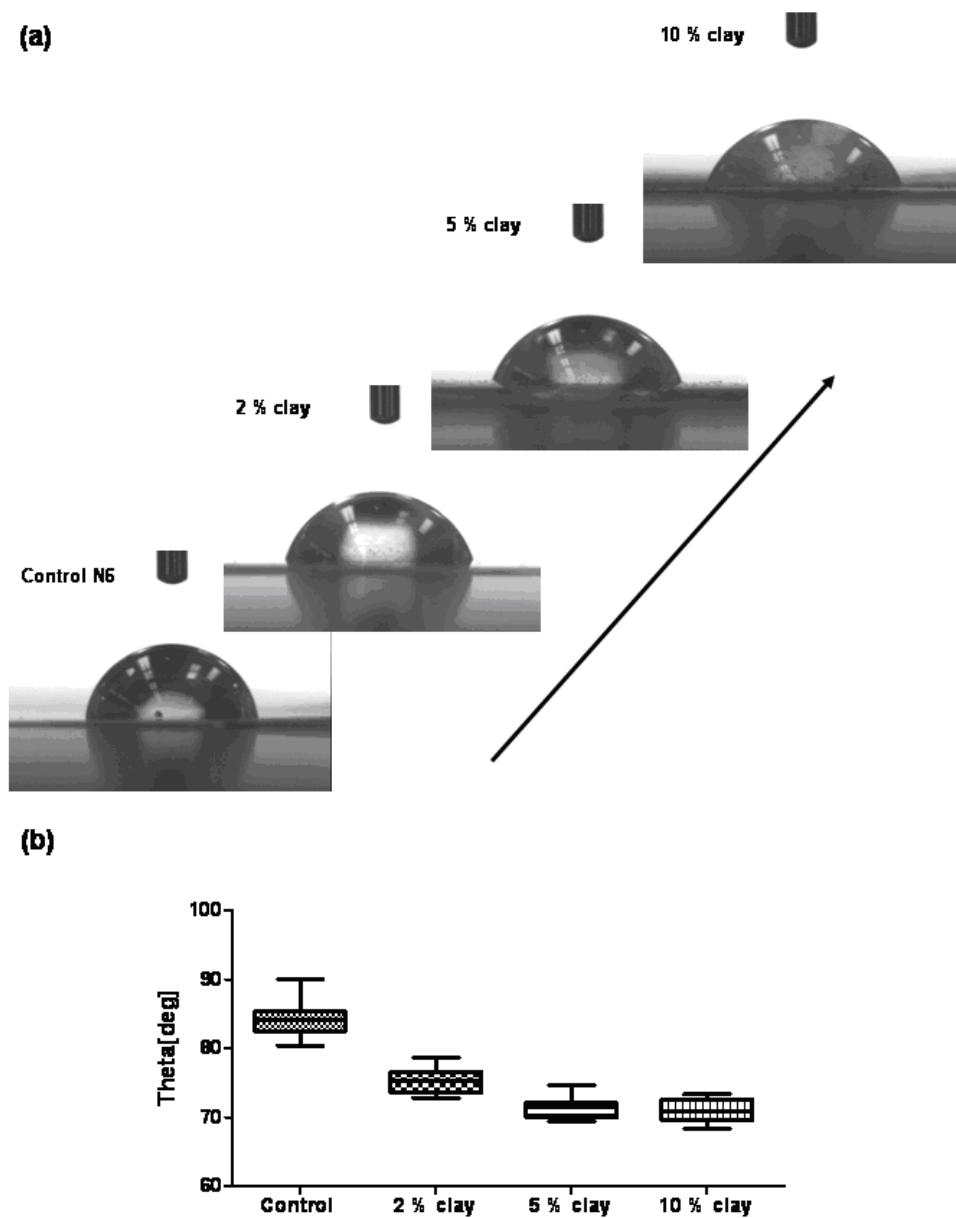 (a)
10 % clay
5 % clay
2 % clay
Control N6
(b)
100
90
80
70
60
Theta[deg]
Control
2 % clay
5 % clay
10 % clay